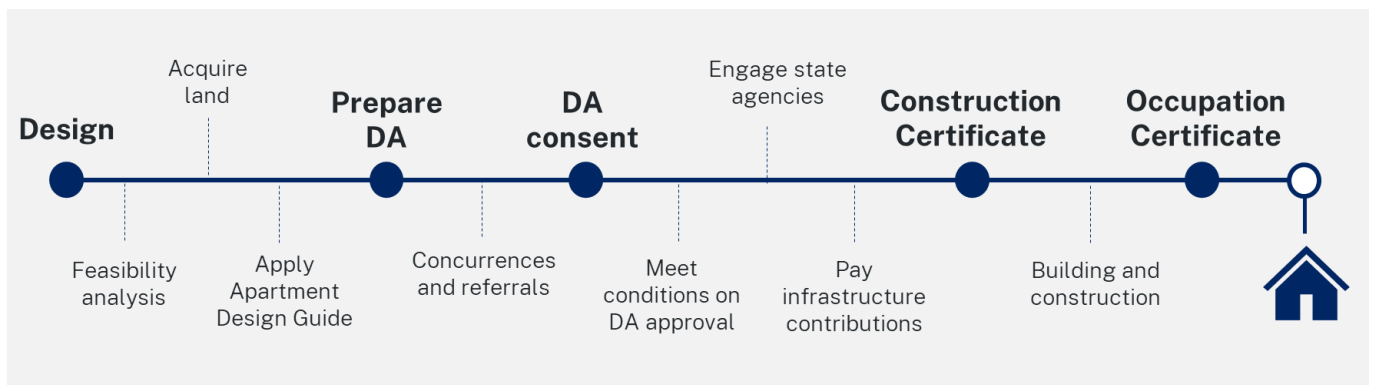 Design
Feasibility
analysis
Acquire
land
Apply
Apartment
Design Guide
Prepare
DA
Concurrences
and referrals
DA
consent
Meet
conditions on
DA approval
Engage state
agencies
Pay
infrastructure
contributions
Construction
Certificate
Building and
construction
Occupation
Certificate